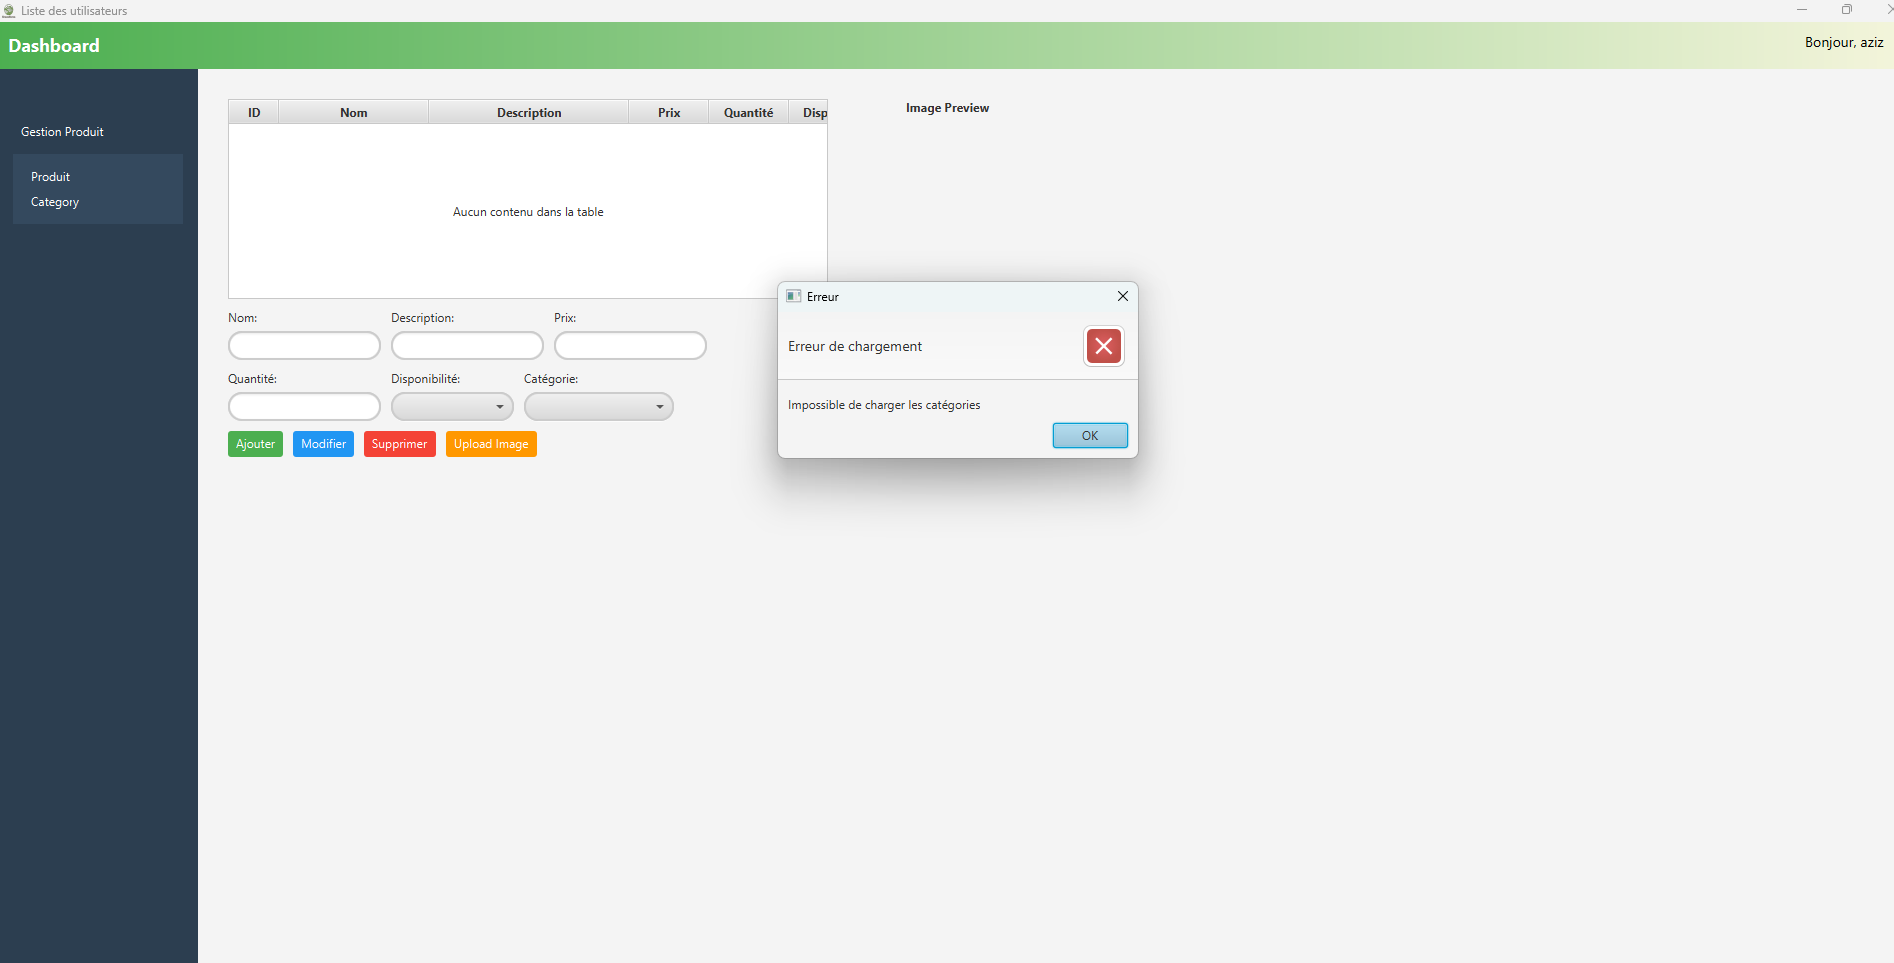 Liste des utilisateurs
Dashboard
Bonjour, aziz
Gestion Produit
Produit
Category
ID Nom Description Prix Quantité Disp
Aucun contenu dans la table
Image Preview
Nom: Description: Prix:
Quantité: Disponibilité: Catégorie:
Ajouter Modifier Supprimer Upload Image
Erreur
Erreur de chargement
Impossible de charger les catégories
OK